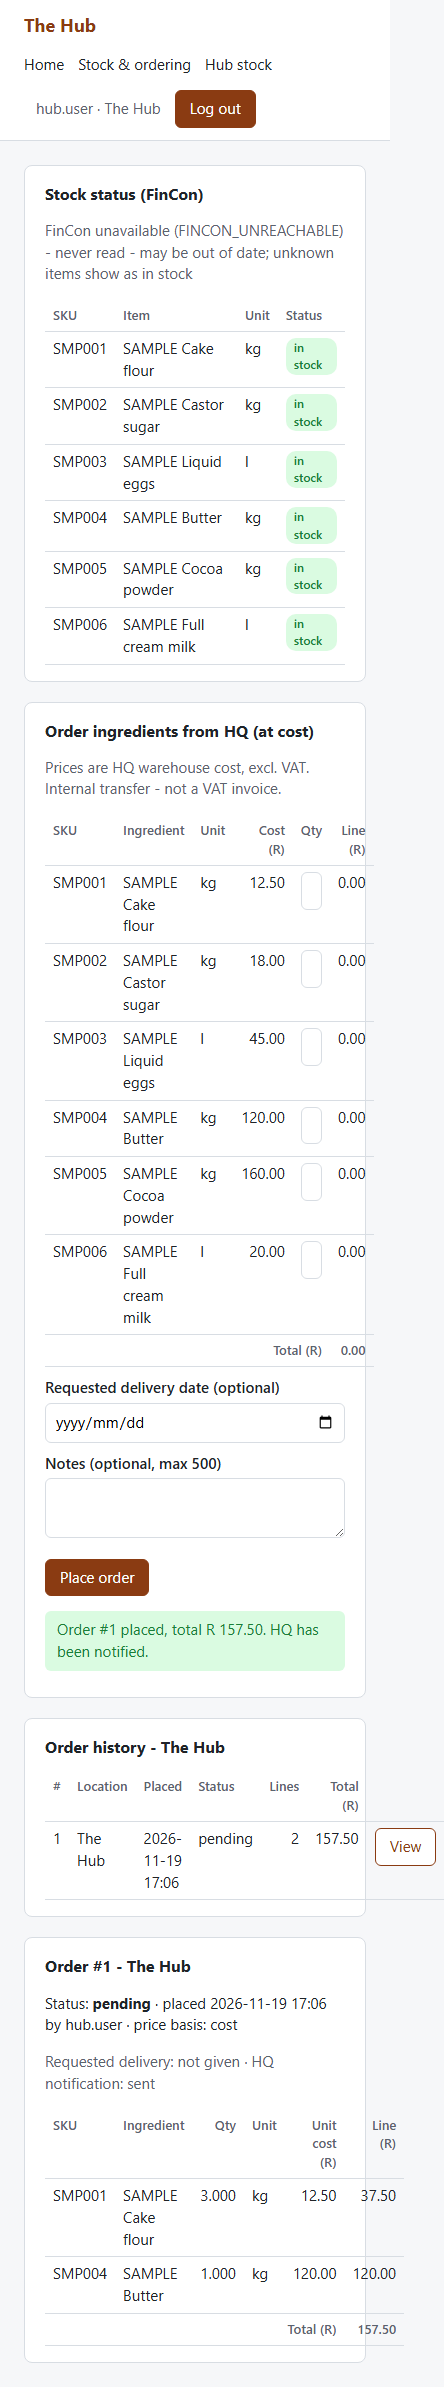 The Hub
Home Stock & ordering Hub stock
hub.user · The Hub Log out
Stock status (FinCon)
FinCon unavailable (FINCON_UNREACHABLE)
- never read - may be out of date; unknown
items show as in stock
SKU Item Unit Status
SMP001 SAMPLE Cake kg in
flour stock
SMP002 SAMPLE Castor kg in
sugar stock
SMP003 SAMPLE Liquid l in
eggs stock
SMP004 SAMPLE Butter kg in
stock
SMP005 SAMPLE Cocoa kg in
powder stock
SMP006 SAMPLE Full l in
cream milk stock
Order ingredients from HQ (at cost)
Prices are HQ warehouse cost, excl. VAT.
Internal transfer - not a VAT invoice.
SKU Ingredient Unit Cost Qty Line
(R) (R)
SMP001 SAMPLE kg 12.50 0.00
Cake
flour
SMP002 SAMPLE kg 18.00 0.00
Castor
sugar
SMP003 SAMPLE l 45.00 0.00
Liquid
eggs
SMP004 SAMPLE kg 120.00 0.00
Butter
SMP005 SAMPLE kg 160.00 0.00
Cocoa
powder
SMP006 SAMPLE l 20.00 0.00
Full
cream
milk
Total (R) 0.00
Requested delivery date (optional)
yyyy/mm/dd
Notes (optional, max 500)
Place order
Order #1 placed, total R 157.50. HQ has
been notified.
Order history - The Hub
# Location Placed Status Lines Total
(R)
1 The 2026- pending 2 157.50 View
Hub 11-19
17:06
Order #1 - The Hub
Status: pending · placed 2026-11-19 17:06
by hub.user · price basis: cost
Requested delivery: not given · HQ
notification: sent
SKU Ingredient Qty Unit Unit Line
cost (R)
(R)
SMP001 SAMPLE 3.000 kg 12.50 37.50
Cake
flour
SMP004 SAMPLE 1.000 kg 120.00 120.00
Butter
Total (R) 157.50